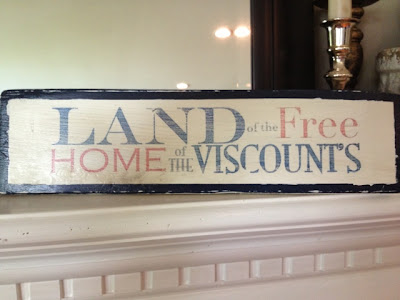 LAND of the Free
HOME of THE VISCOUNT'S